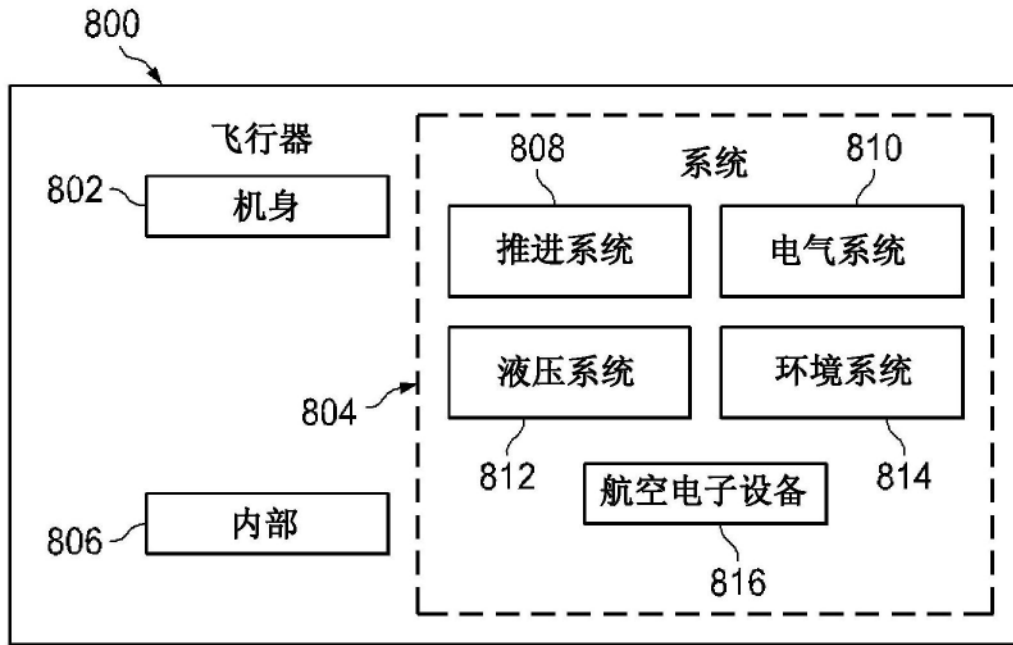 800
飞行器
802
机身
808
系统
810
推进系统
电气系统
804
液压系统
环境系统
812
814
806
内部
航空电子设备
816